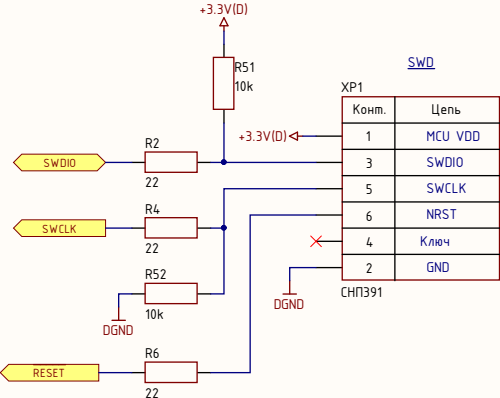 +3.3V(D)
SWD
R51
10k
XP1
Конт. Цепь
+3.3V(D) 1 MCU VDD
R2
SWDIO 3 SWDIO
22
5 SWCLK
R4
6 NRST
SWCLK
4 Ключ
22
2 GND
R52
СНП391
10k
DGND
DGND
R6
RESET
22